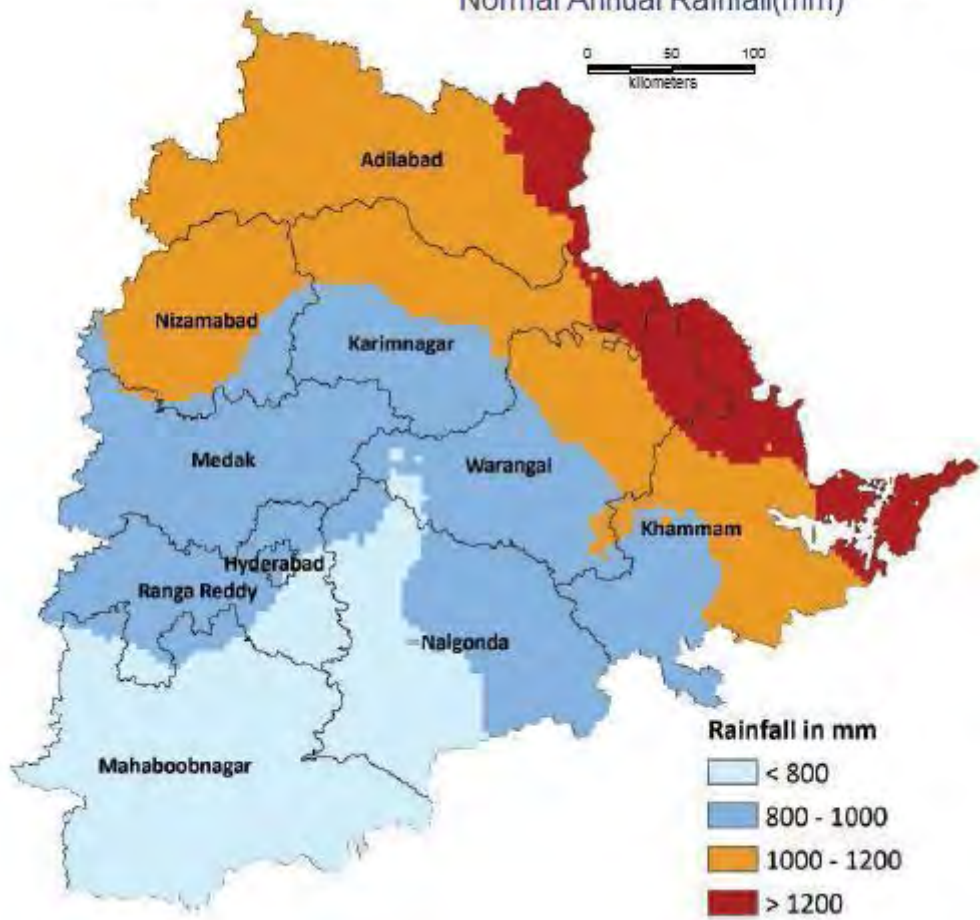 Normal Annual Rainfall(mm)
0 50 100
kilometers
Adilabad
Nizamabad
Karimnagar
Medak
Warangal
Khammam
Hyderabad
Ranga Reddy
Nalgonda
Mahaboobnagar
Rainfall in mm
< 800
800 - 1000
1000 - 1200
> 1200